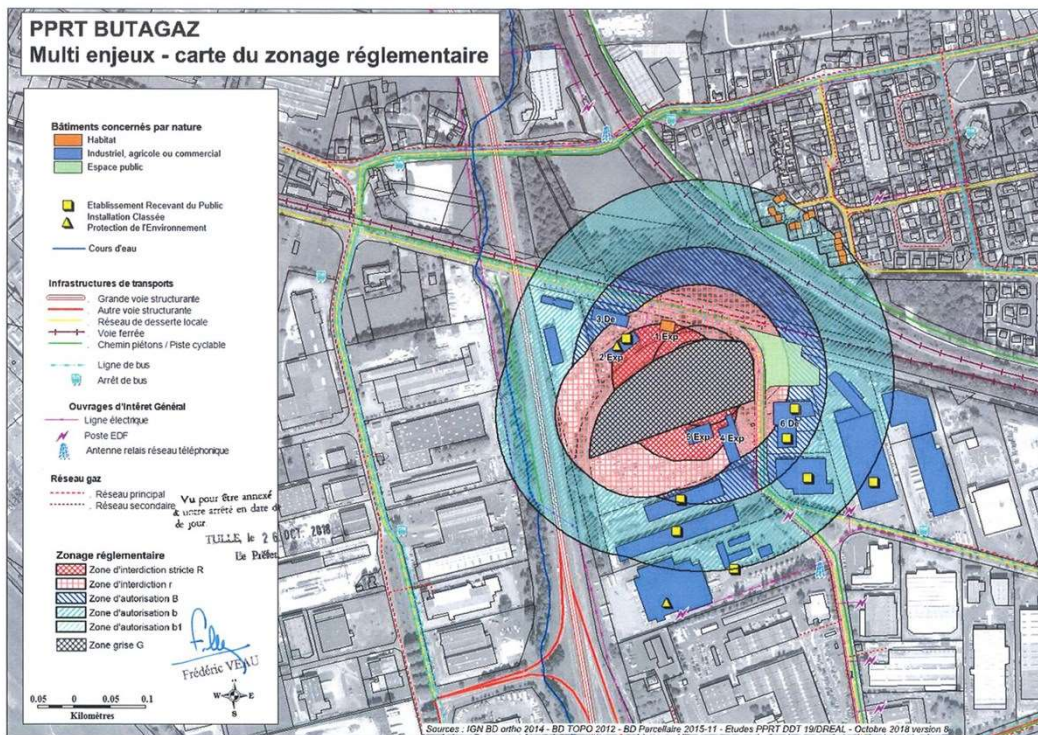 PPRT BUTAGAZ
Multi enjeux - carte du zonage réglementaire
Bâtiments concernés par nature
Habitat
Industriel, agricole ou commercial
Espace public
Etablissement Recevant du Public
Installation Classée
Protection de l'Environnement
Cours d'eau
Infrastructures de transports
Grande voie structurante
Autre voie structurante
Réseau de desserte locale
Voie ferrée
Chemin piétons / Piste cyclable
Ligne de bus
Arrêt de bus
Ouvrages d'Intéret Général
Ligne électrique
Poste EDF
Antenne relais réseau téléphonique
Réseau gaz
Réseau principal
Réseau secondaire
Vu pour être annexé
à notre arrêté en date de
de jour
TULLE, le 26 OCT. 2018
Le Préfet
Zonage réglementaire
Zone d'interdiction stricte R
Zone d'interdiction r
Zone d'autorisation B
Zone d'autorisation b
Zone d'autorisation b1
Zone grise G
Frédéric VEAU
N
W E
S
0.05 0 0.05 0.1
Kilomètres
3 De
1 Exp
2 Exp
5 Exp
4 Exp
6 De
Sources : IGN BD ortho 2014 - BD TOPO 2012 - BD Parcellaire 2015-11 - Etudes PPRT DDT 19/DREAL - Octobre 2018 version 8